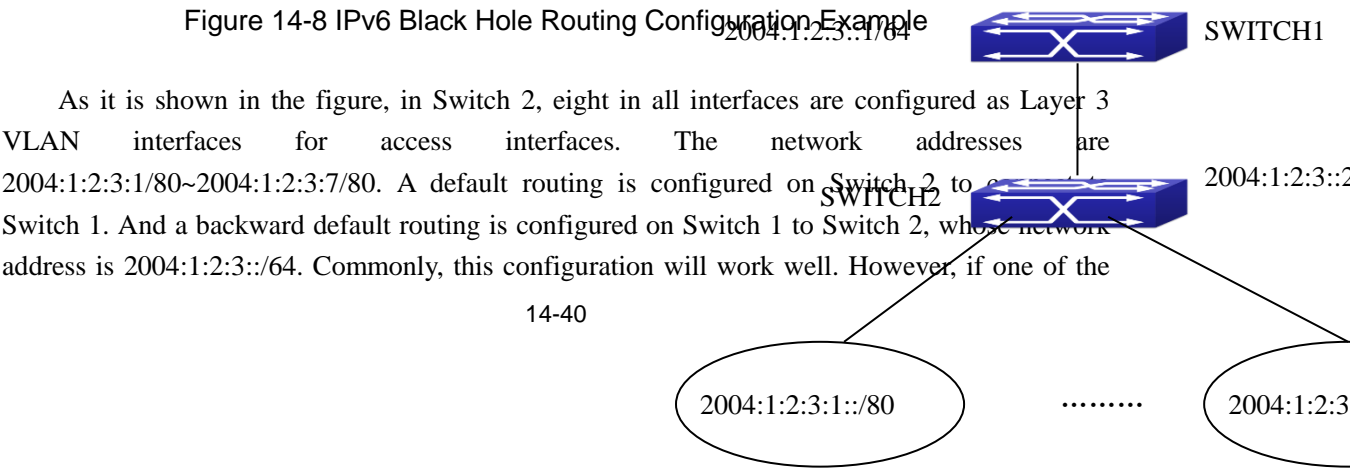 Figure 14-8 IPv6 Black Hole Routing Configuration Example
2004:1:2:3::1/64
SWITCH1
As it is shown in the figure, in Switch 2, eight in all interfaces are configured as Layer 3
VLAN interfaces for access interfaces. The network addresses are
2004:1:2:3:1/80~2004:1:2:3:7/80. A default routing is configured on Switch 2 to connect to
2004:1:2:3::2
SWITCH2
Switch 1. And a backward default routing is configured on Switch 1 to Switch 2, whose network
address is 2004:1:2:3::/64. Commonly, this configuration will work well. However, if one of the
14-40
2004:1:2:3:1::/80
………
2004:1:2:3